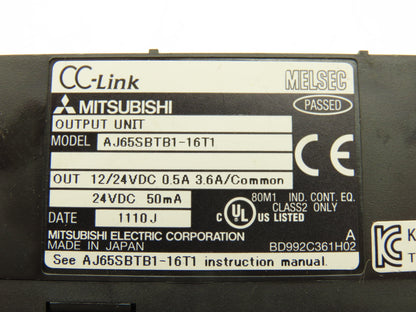 CC-Link MELSEC
MITSUBISHI PASSED
OUTPUT UNIT
MODEL AJ65SBTB1-16T1
CE
OUT 12/24VDC 0.5A 3.6A/Common
24VDC 50mA
80M1 IND. CONT. EQ.
CLASS2 ONLY
c UL US LISTED
DATE 1110J
MITSUBISHI ELECTRIC CORPORATION A
MADE IN JAPAN BD992C361H02
See AJ65SBTB1-16T1 instruction manual.